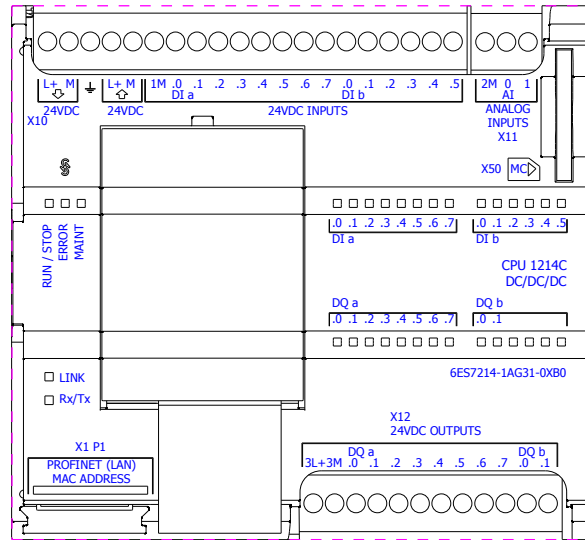 L+ M ⏚ L+ M 1M .0 .1 .2 .3 .4 .5 .6 .7 .0 .1 .2 .3 .4 .5 2M 0 1
DI a DI b AI
24VDC 24VDC 24VDC INPUTS ANALOG
INPUTS
X10 X11
X50 MC
§
RUN / STOP
ERROR
MAINT
.0 .1 .2 .3 .4 .5 .6 .7 .0 .1 .2 .3 .4 .5
DI a DI b
CPU 1214C
DC/DC/DC
DQ a DQ b
.0 .1 .2 .3 .4 .5 .6 .7 .0 .1
6ES7214-1AG31-0XB0
LINK
Rx/Tx
X12
24VDC OUTPUTS
X1 P1
PROFINET (LAN)
MAC ADDRESS
DQ a DQ b
3L+3M .0 .1 .2 .3 .4 .5 .6 .7 .0 .1